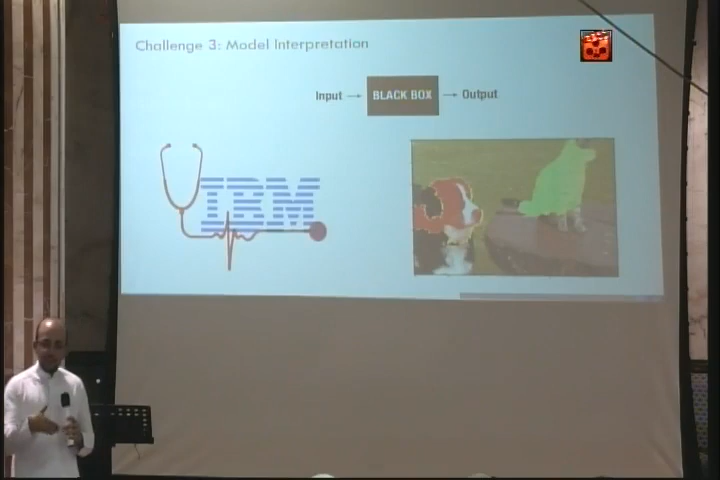 Challenge 3: Model Interpretation
Input → BLACK BOX → Output
IBM